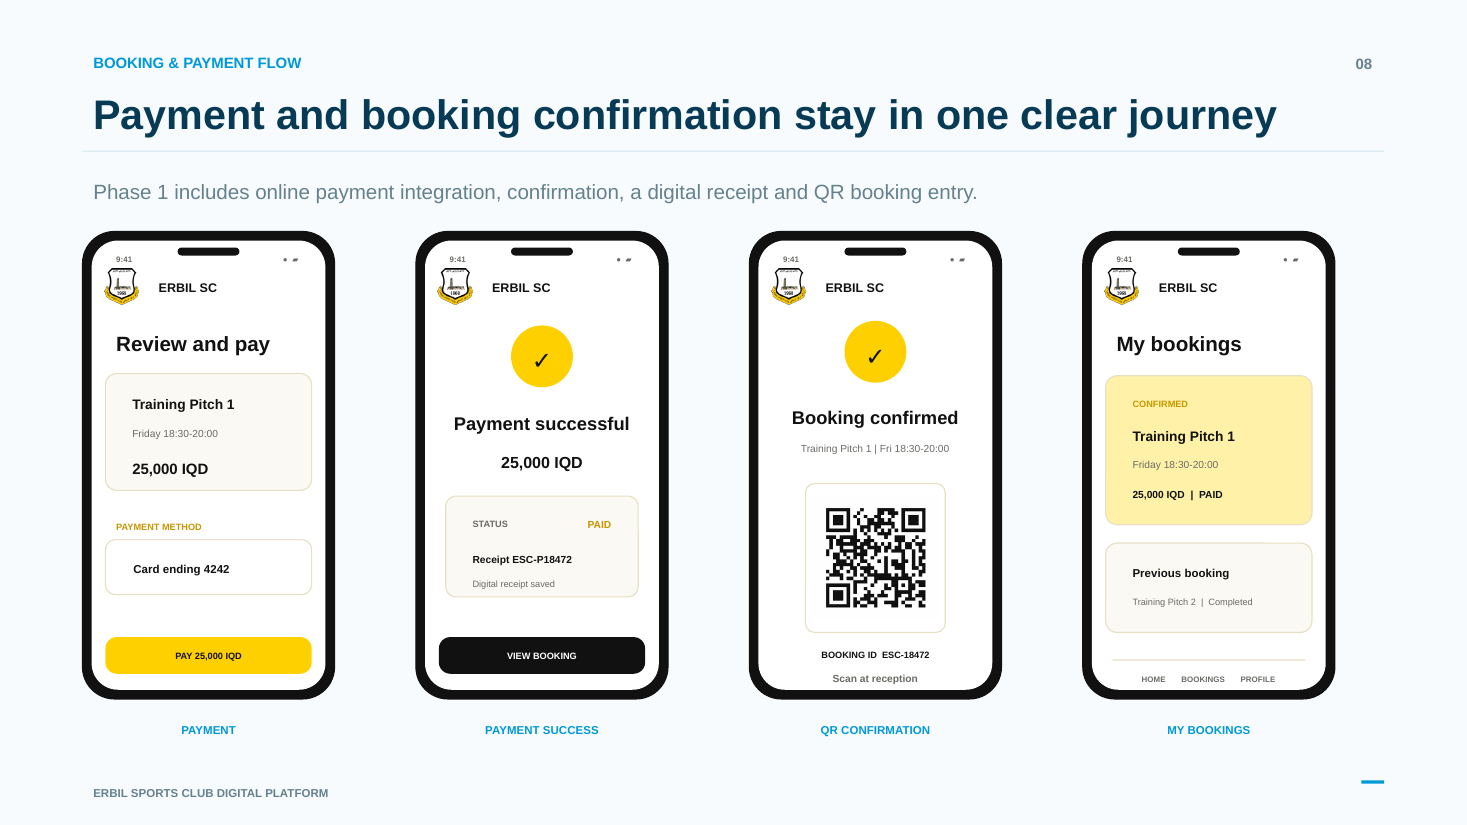 BOOKING & PAYMENT FLOW
08
Payment and booking confirmation stay in one clear journey
Phase 1 includes online payment integration, confirmation, a digital receipt and QR booking entry.
9:41
1968
ERBIL SC
Review and pay
Training Pitch 1
Friday 18:30-20:00
25,000 IQD
PAYMENT METHOD
Card ending 4242
PAY 25,000 IQD
PAYMENT
9:41
1968
ERBIL SC
✓
Payment successful
25,000 IQD
STATUS PAID
Receipt ESC-P18472
Digital receipt saved
VIEW BOOKING
PAYMENT SUCCESS
9:41
1968
ERBIL SC
✓
Booking confirmed
Training Pitch 1 | Fri 18:30-20:00
BOOKING ID ESC-18472
Scan at reception
QR CONFIRMATION
9:41
1968
ERBIL SC
My bookings
CONFIRMED
Training Pitch 1
Friday 18:30-20:00
25,000 IQD | PAID
Previous booking
Training Pitch 2 | Completed
HOME BOOKINGS PROFILE
MY BOOKINGS
ERBIL SPORTS CLUB DIGITAL PLATFORM